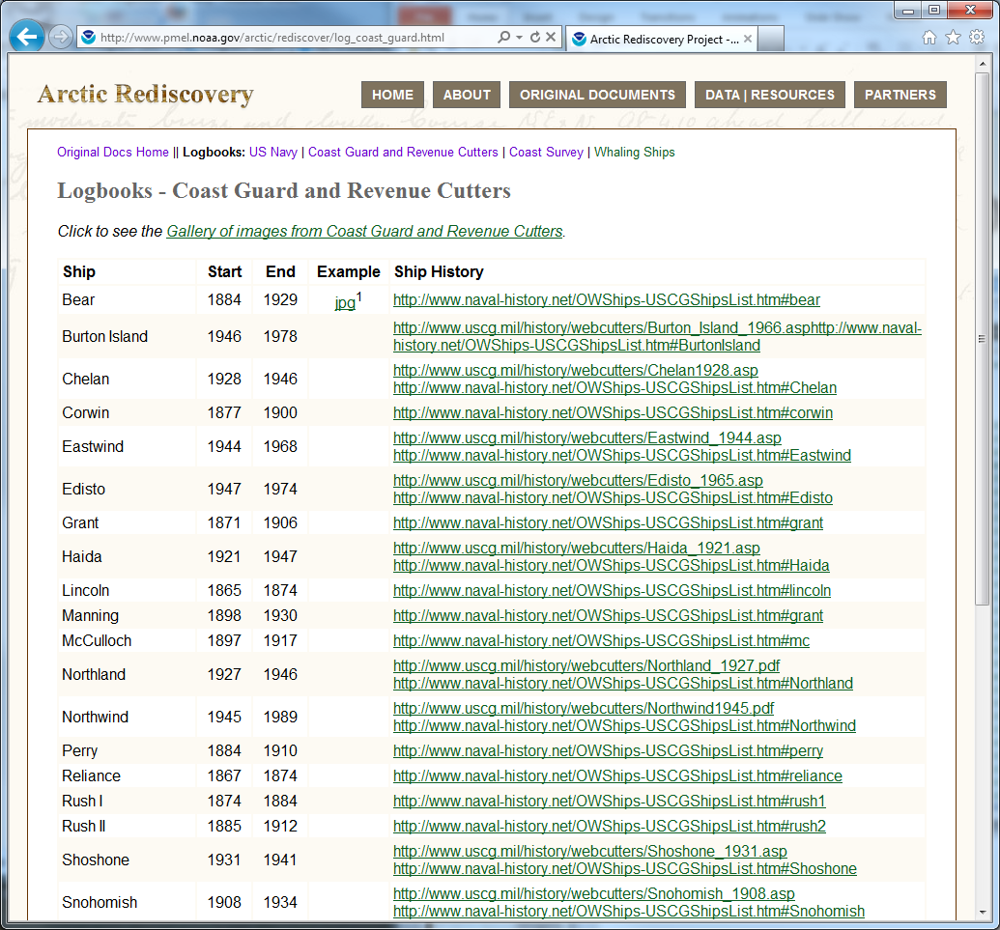 http://www.pmel.noaa.gov/arctic/rediscover/log_coast_guard.html
Arctic Rediscovery Project -...
Arctic Rediscovery
HOME ABOUT ORIGINAL DOCUMENTS DATA | RESOURCES PARTNERS
Original Docs Home || Logbooks: US Navy | Coast Guard and Revenue Cutters | Coast Survey | Whaling Ships
Logbooks - Coast Guard and Revenue Cutters
Click to see the Gallery of images from Coast Guard and Revenue Cutters.
Ship Start End Example Ship History
Bear 1884 1929 jpg1 http://www.naval-history.net/OWShips-USCGShipsList.htm#bear
Burton Island 1946 1978 http://www.uscg.mil/history/webcutters/Burton_Island_1966.asphttp://www.naval-
history.net/OWShips-USCGShipsList.htm#BurtonIsland
Chelan 1928 1946 http://www.uscg.mil/history/webcutters/Chelan1928.asp
http://www.naval-history.net/OWShips-USCGShipsList.htm#Chelan
Corwin 1877 1900 http://www.naval-history.net/OWShips-USCGShipsList.htm#corwin
Eastwind 1944 1968 http://www.uscg.mil/history/webcutters/Eastwind_1944.asp
http://www.naval-history.net/OWShips-USCGShipsList.htm#Eastwind
Edisto 1947 1974 http://www.uscg.mil/history/webcutters/Edisto_1965.asp
http://www.naval-history.net/OWShips-USCGShipsList.htm#Edisto
Grant 1871 1906 http://www.naval-history.net/OWShips-USCGShipsList.htm#grant
Haida 1921 1947 http://www.uscg.mil/history/webcutters/Haida_1921.asp
http://www.naval-history.net/OWShips-USCGShipsList.htm#Haida
Lincoln 1865 1874 http://www.naval-history.net/OWShips-USCGShipsList.htm#lincoln
Manning 1898 1930 http://www.naval-history.net/OWShips-USCGShipsList.htm#grant
McCulloch 1897 1917 http://www.naval-history.net/OWShips-USCGShipsList.htm#mc
Northland 1927 1946 http://www.uscg.mil/history/webcutters/Northland_1927.pdf
http://www.naval-history.net/OWShips-USCGShipsList.htm#Northland
Northwind 1945 1989 http://www.uscg.mil/history/webcutters/Northwind1945.pdf
http://www.naval-history.net/OWShips-USCGShipsList.htm#Northwind
Perry 1884 1910 http://www.naval-history.net/OWShips-USCGShipsList.htm#perry
Reliance 1867 1874 http://www.naval-history.net/OWShips-USCGShipsList.htm#reliance
Rush I 1874 1884 http://www.naval-history.net/OWShips-USCGShipsList.htm#rush1
Rush II 1885 1912 http://www.naval-history.net/OWShips-USCGShipsList.htm#rush2
Shoshone 1931 1941 http://www.uscg.mil/history/webcutters/Shoshone_1931.asp
http://www.naval-history.net/OWShips-USCGShipsList.htm#Shoshone
Snohomish 1908 1934 http://www.uscg.mil/history/webcutters/Snohomish_1908.asp
http://www.naval-history.net/OWShips-USCGShipsList.htm#Snohomish